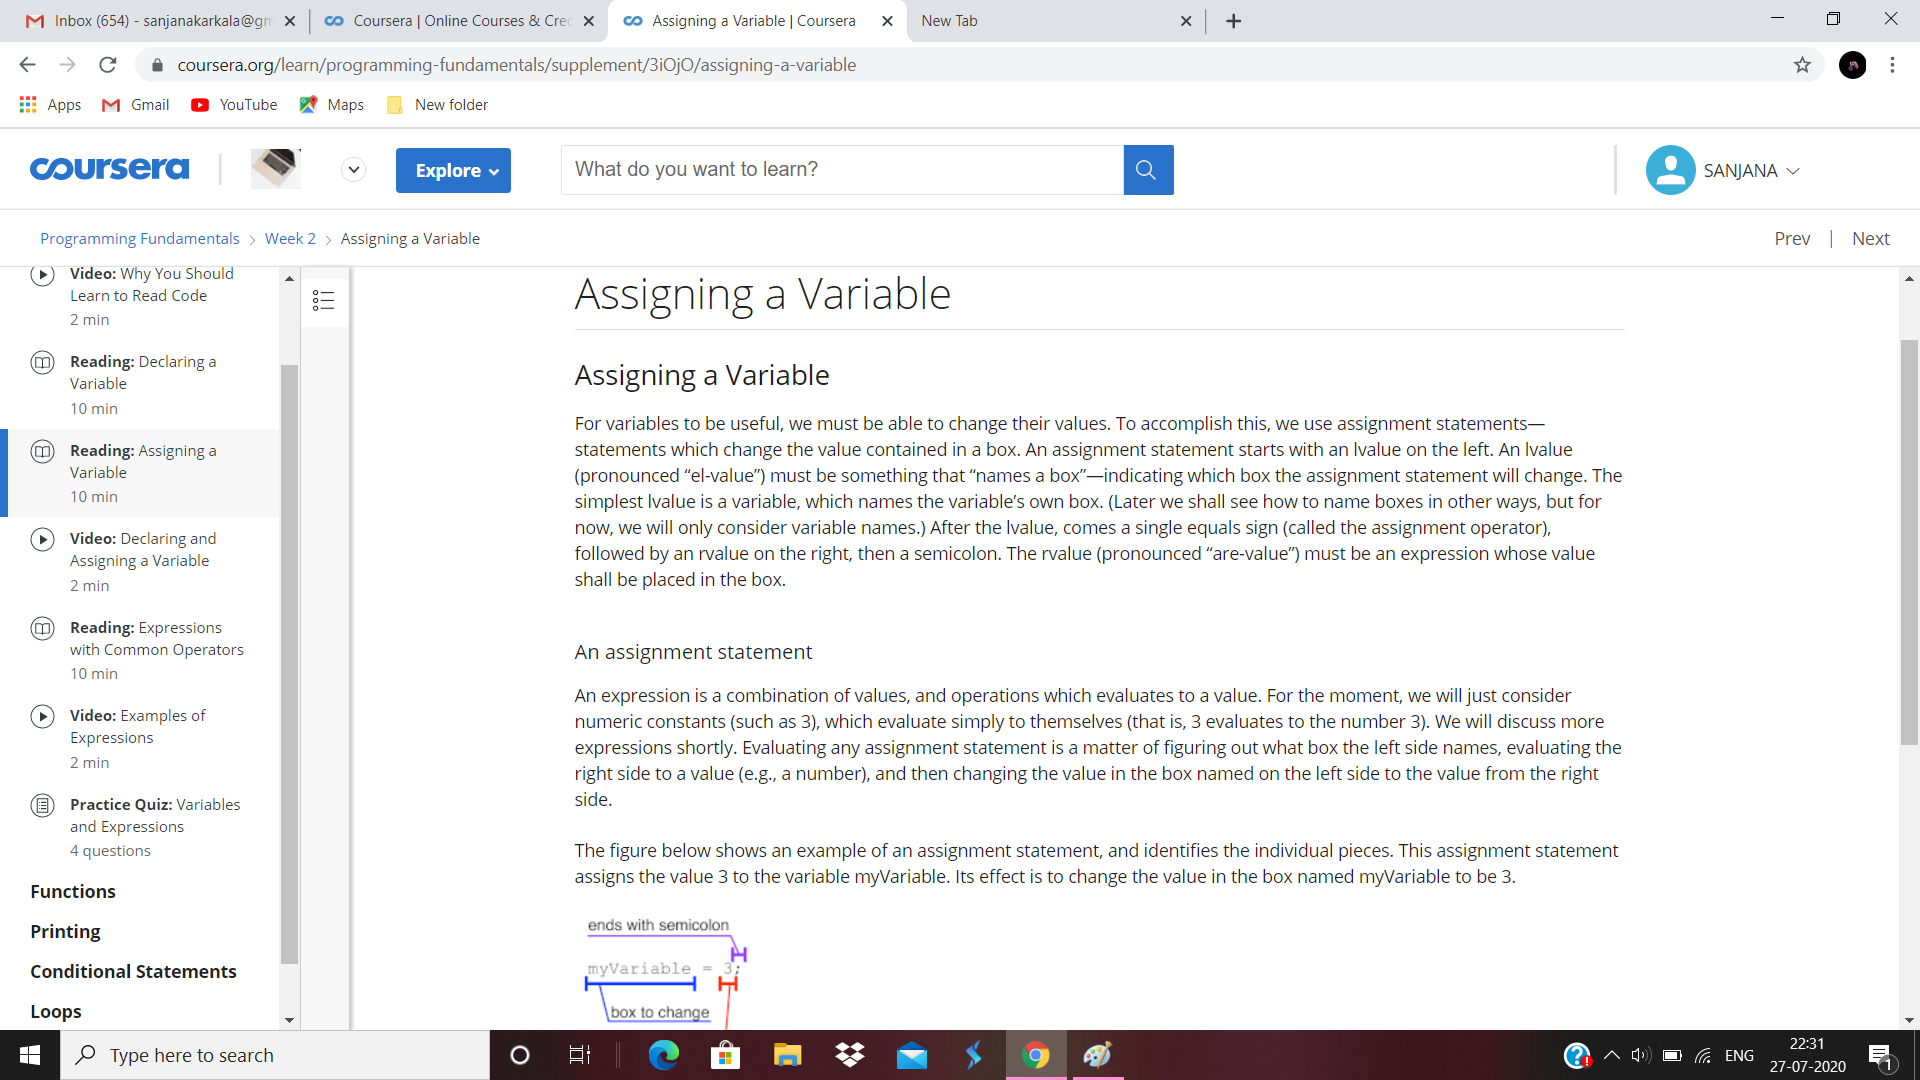 Inbox (654) - sanjanakarkala@gm
Coursera | Online Courses & Cred
Assigning a Variable | Coursera
New Tab
coursera.org/learn/programming-fundamentals/supplement/3iOjO/assigning-a-variable
Apps
Gmail
YouTube
Maps
New folder
coursera
Explore
What do you want to learn?
SANJANA
Programming Fundamentals > Week 2 > Assigning a Variable
Prev | Next
Video: Why You Should
Learn to Read Code
2 min
Reading: Declaring a
Variable
10 min
Reading: Assigning a
Variable
10 min
Video: Declaring and
Assigning a Variable
2 min
Reading: Expressions
with Common Operators
10 min
Video: Examples of
Expressions
2 min
Practice Quiz: Variables
and Expressions
4 questions
Functions
Printing
Conditional Statements
Loops
Assigning a Variable
Assigning a Variable
For variables to be useful, we must be able to change their values. To accomplish this, we use assignment statements—
statements which change the value contained in a box. An assignment statement starts with an lvalue on the left. An lvalue
(pronounced “el-value”) must be something that “names a box”—indicating which box the assignment statement will change. The
simplest lvalue is a variable, which names the variable’s own box. (Later we shall see how to name boxes in other ways, but for
now, we will only consider variable names.) After the lvalue, comes a single equals sign (called the assignment operator),
followed by an rvalue on the right, then a semicolon. The rvalue (pronounced “are-value”) must be an expression whose value
shall be placed in the box.
An assignment statement
An expression is a combination of values, and operations which evaluates to a value. For the moment, we will just consider
numeric constants (such as 3), which evaluate simply to themselves (that is, 3 evaluates to the number 3). We will discuss more
expressions shortly. Evaluating any assignment statement is a matter of figuring out what box the left side names, evaluating the
right side to a value (e.g., a number), and then changing the value in the box named on the left side to the value from the right
side.
The figure below shows an example of an assignment statement, and identifies the individual pieces. This assignment statement
assigns the value 3 to the variable myVariable. Its effect is to change the value in the box named myVariable to be 3.
ends with semicolon
myVariable = 3;
box to change
Type here to search
ENG
22:31
27-07-2020
1